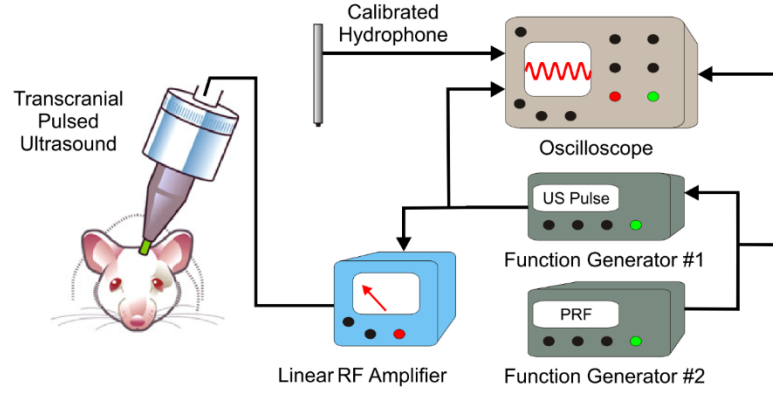 Calibrated
Hydrophone
Transcranial
Pulsed
Ultrasound
Oscilloscope
US Pulse
Function Generator #1
PRF
Linear RF Amplifier
Function Generator #2